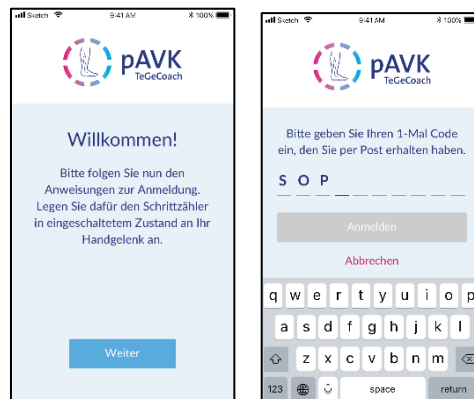 Sketch 9:41 AM 100%
pAVK
TeGeCoach
Willkommen!
Bitte folgen Sie nun den
Anweisungen zur Anmeldung.
Legen Sie dafür den Schrittzähler
in eingeschaltetem Zustand an Ihr
Handgelenk an.
Weiter
Sketch 9:41 AM 100%
pAVK
TeGeCoach
Bitte geben Sie Ihren 1-Mal Code
ein, den Sie per Post erhalten haben.
S O P
Anmelden
Abbrechen
q w e r t y u i o p
a s d f g h j k l
z x c v b n m
123 space return